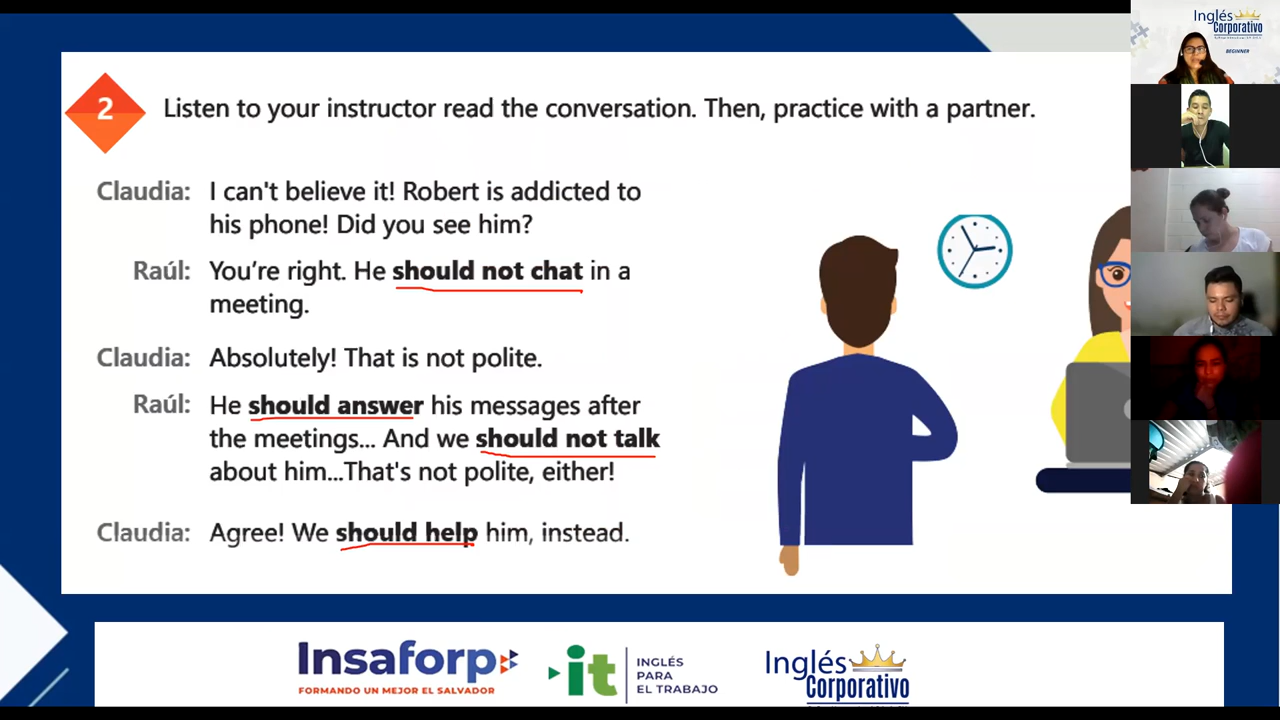 2
Listen to your instructor read the conversation. Then, practice with a partner.
Claudia: I can't believe it! Robert is addicted to
his phone! Did you see him?
Raúl: You're right. He should not chat in a
meeting.
Claudia: Absolutely! That is not polite.
Raúl: He should answer his messages after
the meetings... And we should not talk
about him...That's not polite, either!
Claudia: Agree! We should help him, instead.
Insaforp
FORMANDO UN MEJOR EL SALVADOR
it
INGLÉS
PARA
EL TRABAJO
Inglés
Corporativo
Inglés
Corporativo
BEGINNER